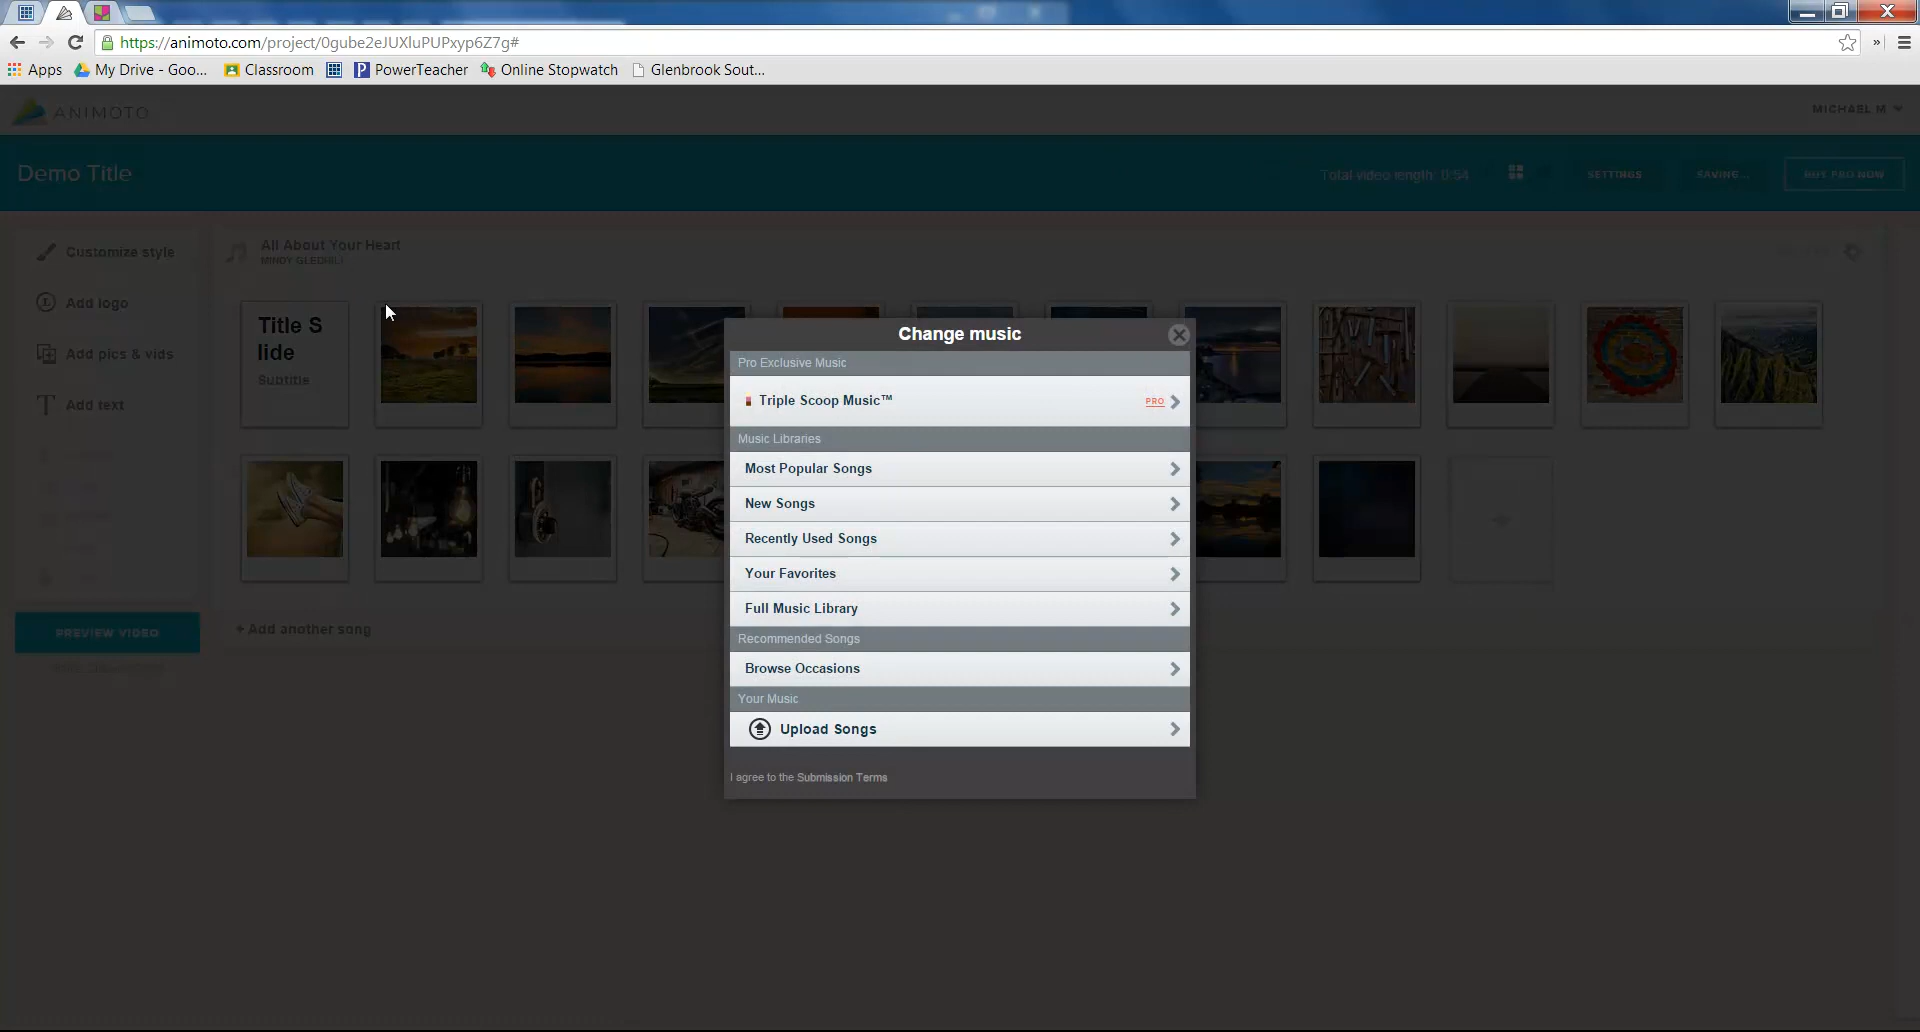 https://animoto.com/project/0gube2eJUXluPUPxyp6Z7g#
Apps My Drive - Goo... Classroom PowerTeacher Online Stopwatch Glenbrook Sout...
ANIMOTO MICHAEL M
Demo Title Total video length: 0:54 SETTINGS SAVING... BUY PRO NOW
Customize style
Add logo
Add pics & vids
Add text
PREVIEW VIDEO
All About Your Heart
MINDY GLEDHILL
Title S
lide
Subtitle
+ Add another song
Change music
Pro Exclusive Music
Triple Scoop Music™ PRO
Music Libraries
Most Popular Songs
New Songs
Recently Used Songs
Your Favorites
Full Music Library
Recommended Songs
Browse Occasions
Your Music
Upload Songs
I agree to the Submission Terms